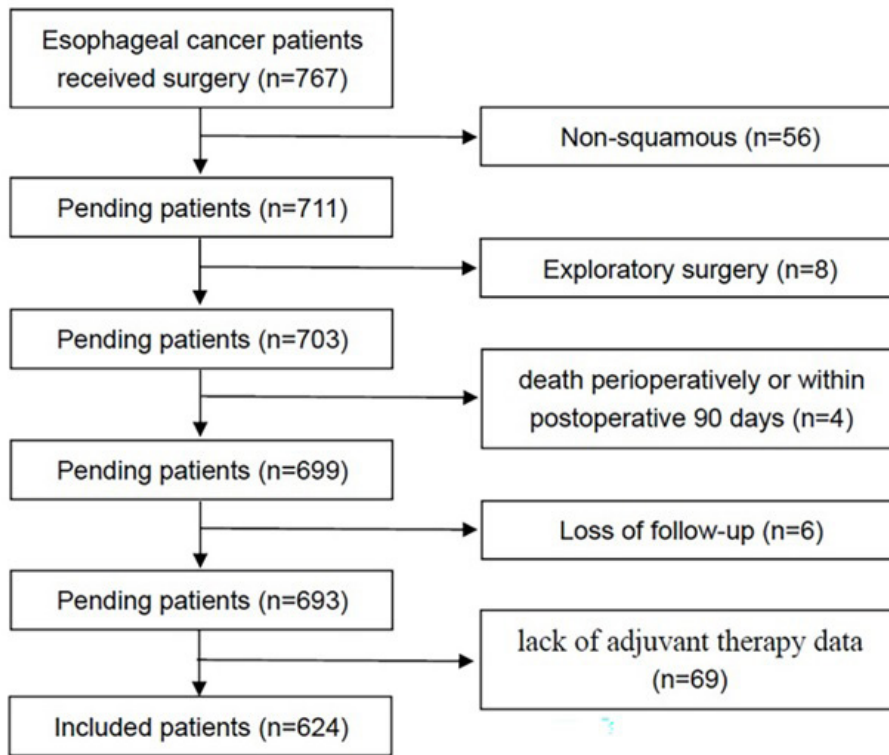 Esophageal cancer patients
received surgery (n=767)
Non-squamous (n=56)
Pending patients (n=711)
Exploratory surgery (n=8)
Pending patients (n=703)
death perioperatively or within
postoperative 90 days (n=4)
Pending patients (n=699)
Loss of follow-up (n=6)
Pending patients (n=693)
lack of adjuvant therapy data
(n=69)
Included patients (n=624)